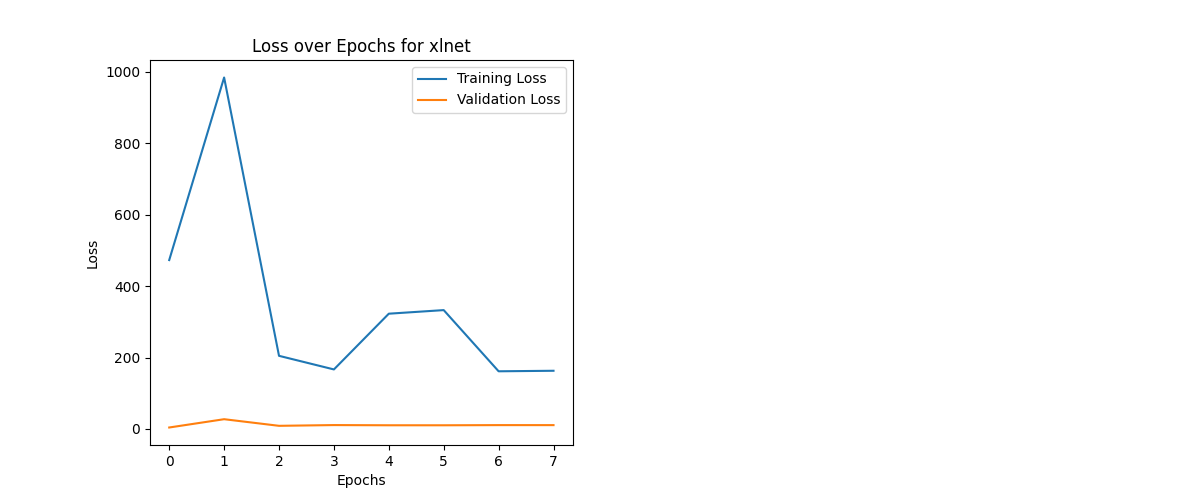 Loss over Epochs for xlnet
Training Loss
Validation Loss
1000
800
600
400
200
0
Loss
0 1 2 3 4 5 6 7
Epochs